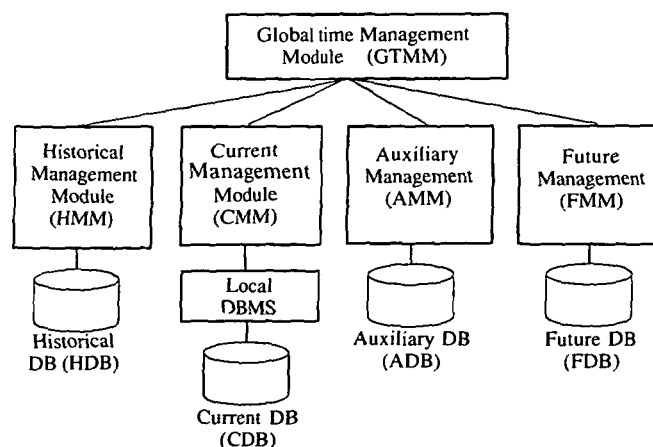 Global time Management
Module (GTMM)
Historical
Management
Module
(HMM)
Current
Management
Module
(CMM)
Auxiliary
Management
(AMM)
Future
Management
(FMM)
Local
DBMS
Historical
DB (HDB)
Current DB
(CDB)
Auxiliary DB
(ADB)
Future DB
(FDB)